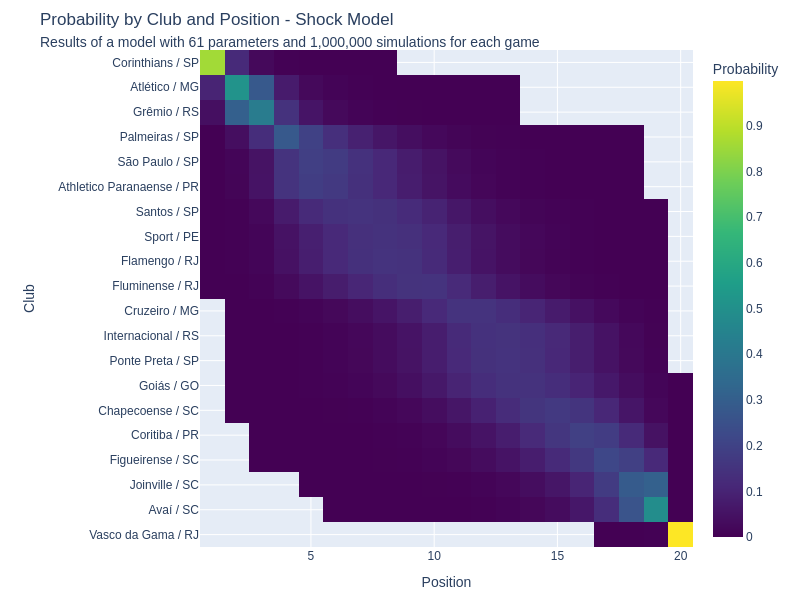 Probability by Club and Position - Shock Model
Results of a model with 61 parameters and 1,000,000 simulations for each game
Probability
Club
Corinthians / SP
Atlético / MG
Grêmio / RS
Palmeiras / SP
São Paulo / SP
Athletico Paranaense / PR
Santos / SP
Sport / PE
Flamengo / RJ
Fluminense / RJ
Cruzeiro / MG
Internacional / RS
Ponte Preta / SP
Goiás / GO
Chapecoense / SC
Coritiba / PR
Figueirense / SC
Joinville / SC
Avaí / SC
Vasco da Gama / RJ
0.9
0.8
0.7
0.6
0.5
0.4
0.3
0.2
0.1
0
5 10 15 20
Position